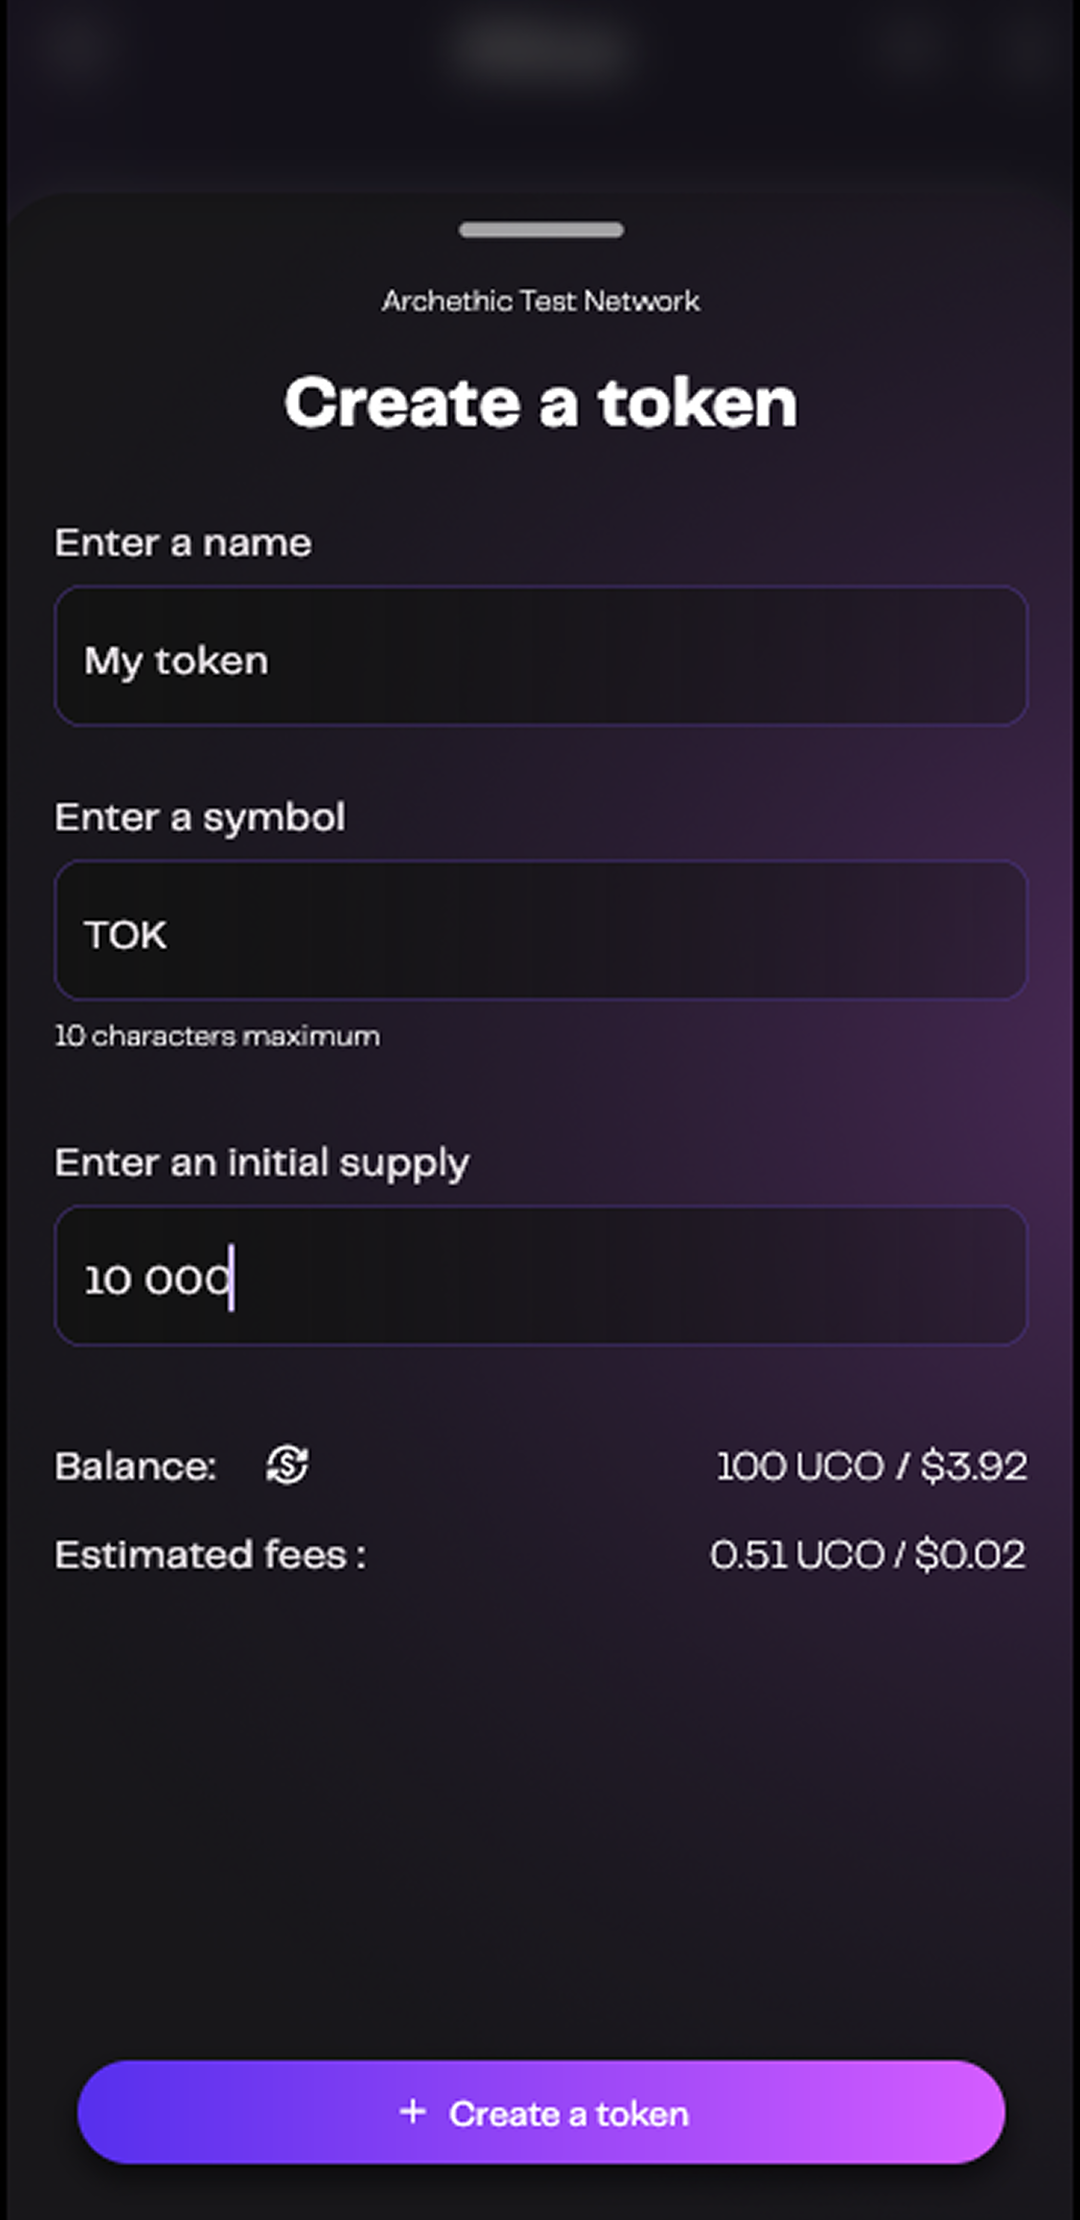 Archethic Test Network
Create a token
Enter a name
My token
Enter a symbol
TOK
10 characters maximum
Enter an initial supply
10 000
Balance: 100 UCO / $3.92
Estimated fees : 0.51 UCO / $0.02
+ Create a token